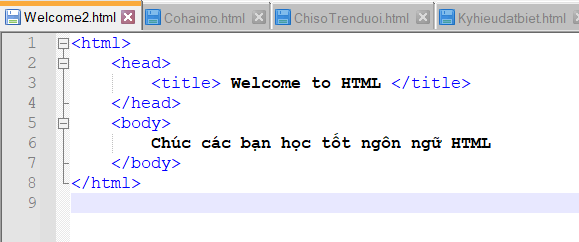 Welcome2.html Cohaimo.html ChisoTrenduoi.html Kyhieudatbiet.html
1 <html>
2 <head>
3 <title> Welcome to HTML </title>
4 </head>
5 <body>
6 Chúc các bạn học tốt ngôn ngữ HTML
7 </body>
8 </html>
9